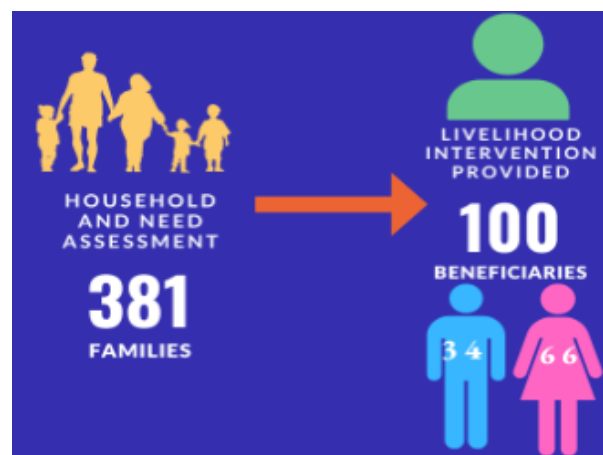 HOUSEHOLD
AND NEED
ASSESSMENT
381
FAMILIES
LIVELIHOOD
INTERVENTION
PROVIDED
100
BENEFICIARIES
34 66